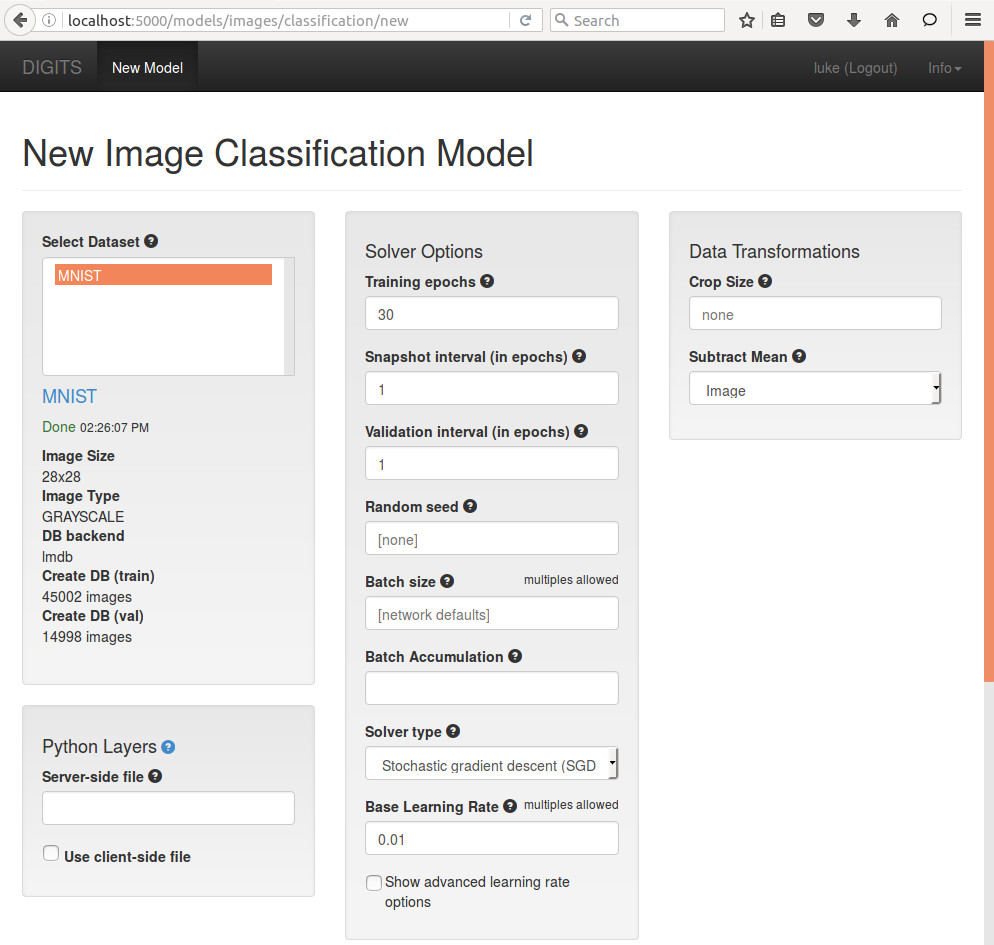 localhost:5000/models/images/classification/new
Search
DIGITS
New Model
luke (Logout)
Info
New Image Classification Model
Select Dataset
MNIST
MNIST
Done 02:26:07 PM
Image Size
28x28
Image Type
GRAYSCALE
DB backend
lmdb
Create DB (train)
45002 images
Create DB (val)
14998 images
Python Layers
Server-side file
Use client-side file
Solver Options
Training epochs
30
Snapshot interval (in epochs)
1
Validation interval (in epochs)
1
Random seed
[none]
Batch size multiples allowed
[network defaults]
Batch Accumulation
Solver type
Stochastic gradient descent (SGD
Base Learning Rate multiples allowed
0.01
Show advanced learning rate
options
Data Transformations
Crop Size
none
Subtract Mean
Image